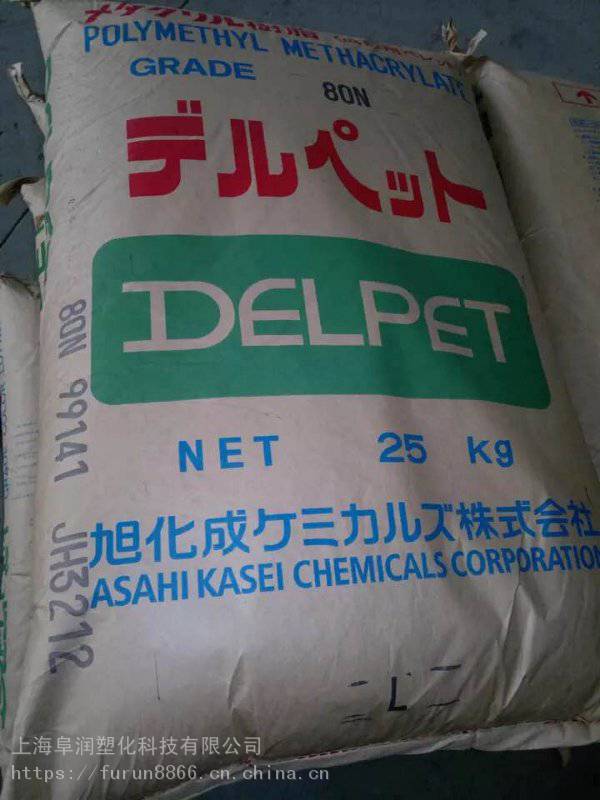 POLYMETHYL METHACRYLATE
GRADE 80N
デルペット
DELPET
NET 25 kg
旭化成ケミカルズ株式会社
ASAHI KASEI CHEMICALS CORPORATION
80N 99141 JH3212
上海阜润塑化科技有限公司
https://furun8866.cn.china.cn